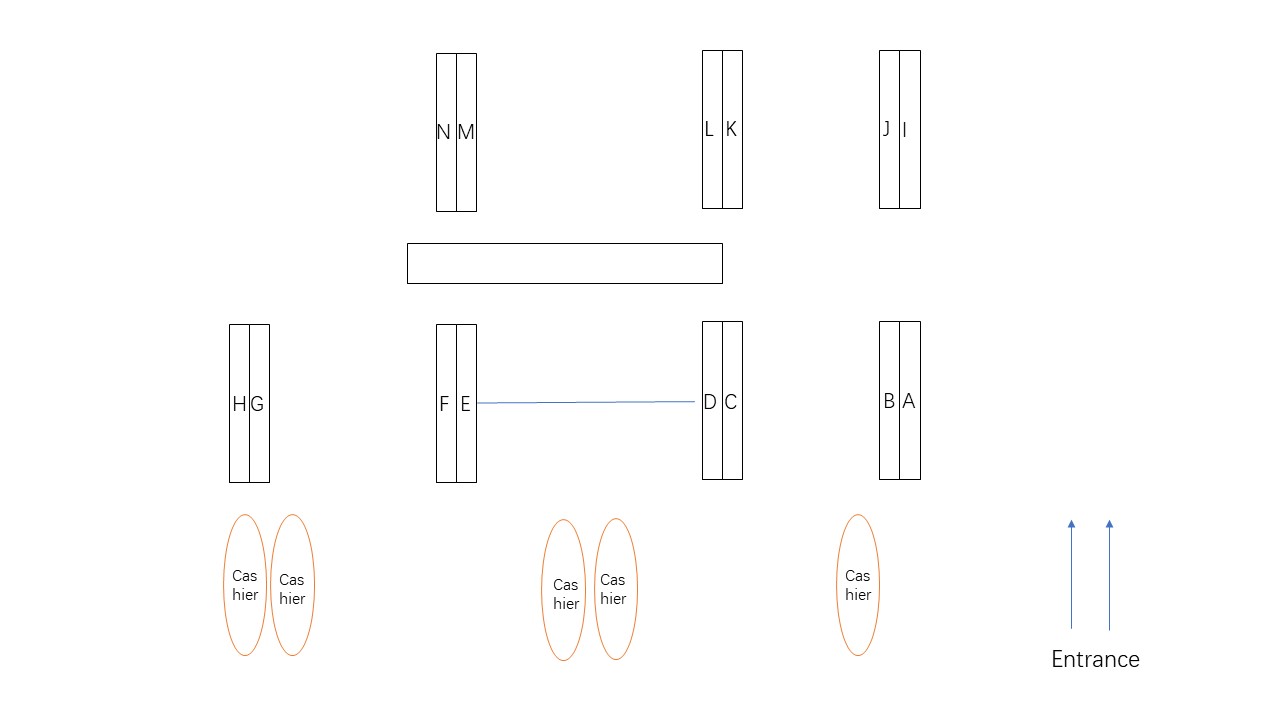 N M
L K
J I
H G
F E
D C
B A
Cas
hier
Cas
hier
Cas
hier
Cas
hier
Cas
hier
Entrance